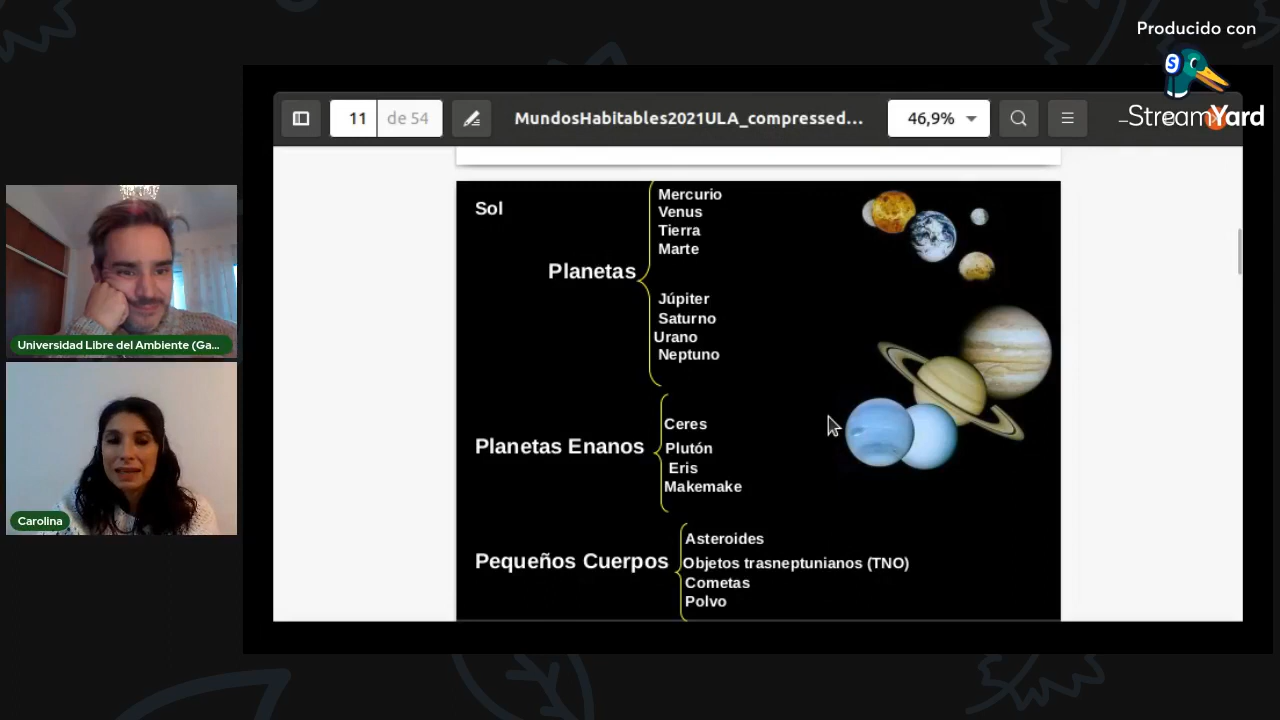 Producido con
StreamYard
11 de 54
MundosHabitables2021ULA_compressed...
46,9%
Sol
Planetas
Mercurio
Venus
Tierra
Marte
Júpiter
Saturno
Urano
Neptuno
Planetas Enanos
Ceres
Plutón
Eris
Makemake
Pequeños Cuerpos
Asteroides
Objetos trasneptunianos (TNO)
Cometas
Polvo
Universidad Libre del Ambiente (Ga...
Carolina